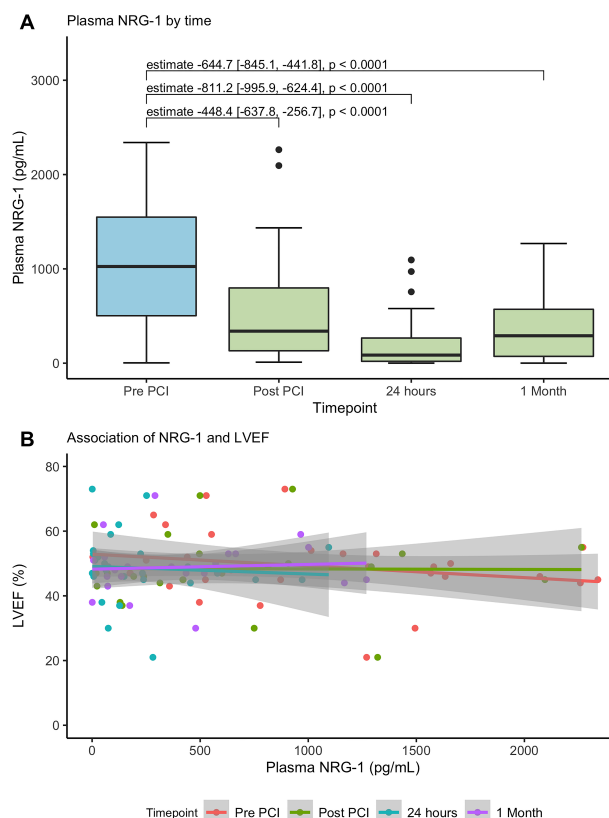 A
Plasma NRG-1 by time
estimate -644.7 [-845.1, -441.8], p < 0.0001
estimate -811.2 [-995.9, -624.4], p < 0.0001
estimate -448.4 [-637.8, -256.7], p < 0.0001
Plasma NRG-1 (pg/mL)
3000
2000
1000
0
Pre PCI Post PCI 24 hours 1 Month
Timepoint
B
Association of NRG-1 and LVEF
LVEF (%)
80
60
40
20
0
0 500 1000 1500 2000
Plasma NRG-1 (pg/mL)
Timepoint Pre PCI Post PCI 24 hours 1 Month